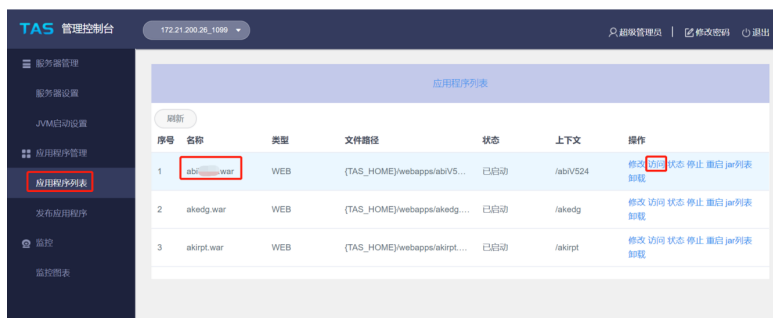 TAS 管理控制台
172.21.200.26_1099
超级管理员 | 修改密码 退出
服务器管理
服务器设置
JVM启动设置
应用程序管理
应用程序列表
发布应用程序
监控
监控图表
应用程序列表
刷新
序号 名称 类型 文件路径 状态 上下文 操作
1 abi .war WEB {TAS_HOME}/webapps/abiV5... 已启动 /abiV524 修改 访问 状态 停止 重启 jar列表
卸载
2 akedg.war WEB {TAS_HOME}/webapps/akedg.... 已启动 /akedg 修改 访问 状态 停止 重启 jar列表
卸载
3 akirpt.war WEB {TAS_HOME}/webapps/akirpt.... 已启动 /akirpt 修改 访问 状态 停止 重启 jar列表
卸载